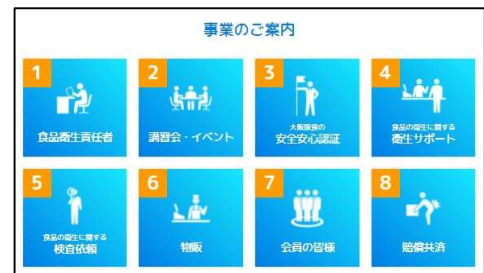 事業のご案内
1
食品衛生責任者
2
講習会・イベント
3
大阪版食の
安全安心認証
4
食品の衛生に関する
衛生サポート
5
食品の衛生に関する
検査依頼
6
物販
7
会員の皆様
8
賠償共済